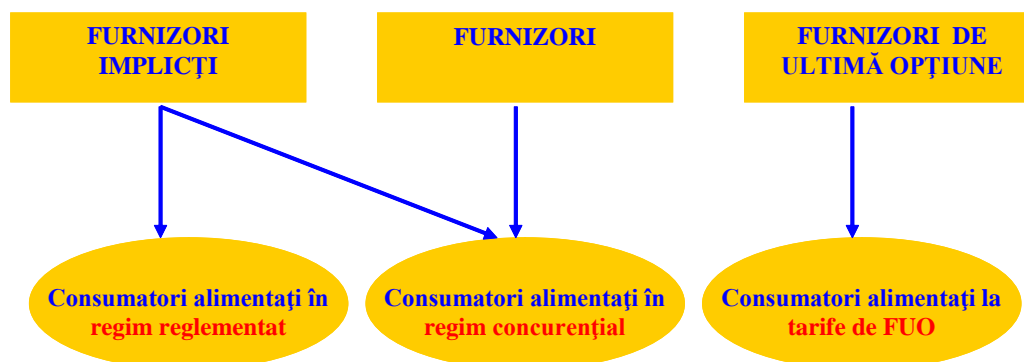 FURNIZORI
IMPLICŢI
FURNIZORI
FURNIZORI DE
ULTIMĂ OPŢIUNE
Consumatori alimentaţi în
regim reglementat
Consumatori alimentaţi în
regim concurenţial
Consumatori alimentaţi la
tarife de FUO